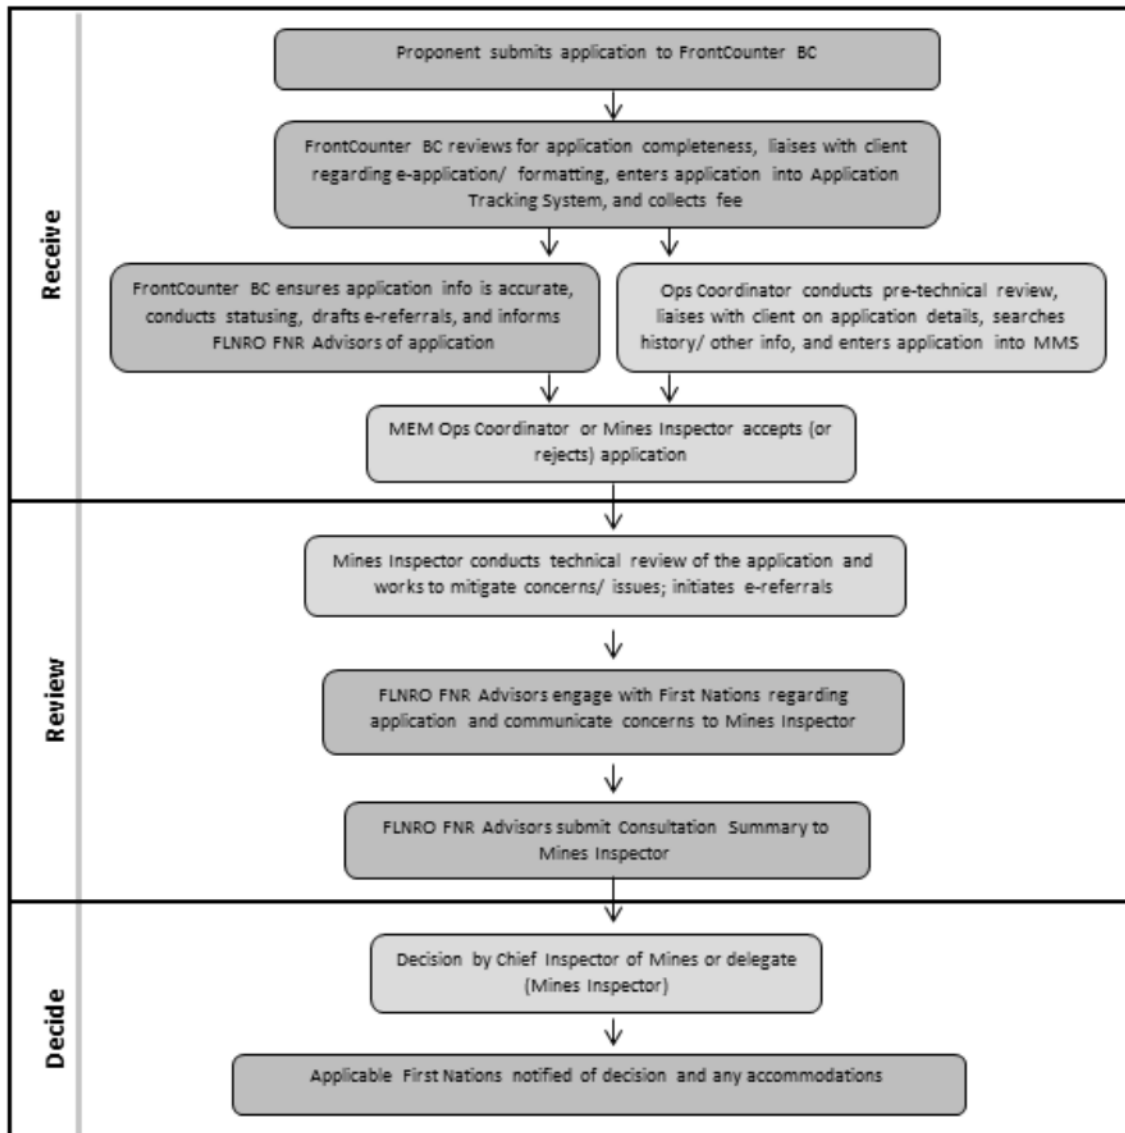 Receive
Proponent submits application to FrontCounter BC
FrontCounter BC reviews for application completeness, liaises with client
regarding e-application/ formatting, enters application into Application
Tracking System, and collects fee
FrontCounter BC ensures application info is accurate,
conducts statusing, drafts e-referrals, and informs
FLNRO FNR Advisors of application
Ops Coordinator conducts pre-technical review,
liaises with client on application details, searches
history/ other info, and enters application into MMS
MEM Ops Coordinator or Mines Inspector accepts (or
rejects) application
Review
Mines Inspector conducts technical review of the application and
works to mitigate concerns/ issues; initiates e-referrals
FLNRO FNR Advisors engage with First Nations regarding
application and communicate concerns to Mines Inspector
FLNRO FNR Advisors submit Consultation Summary to
Mines Inspector
Decide
Decision by Chief Inspector of Mines or delegate
(Mines Inspector)
Applicable First Nations notified of decision and any accommodations